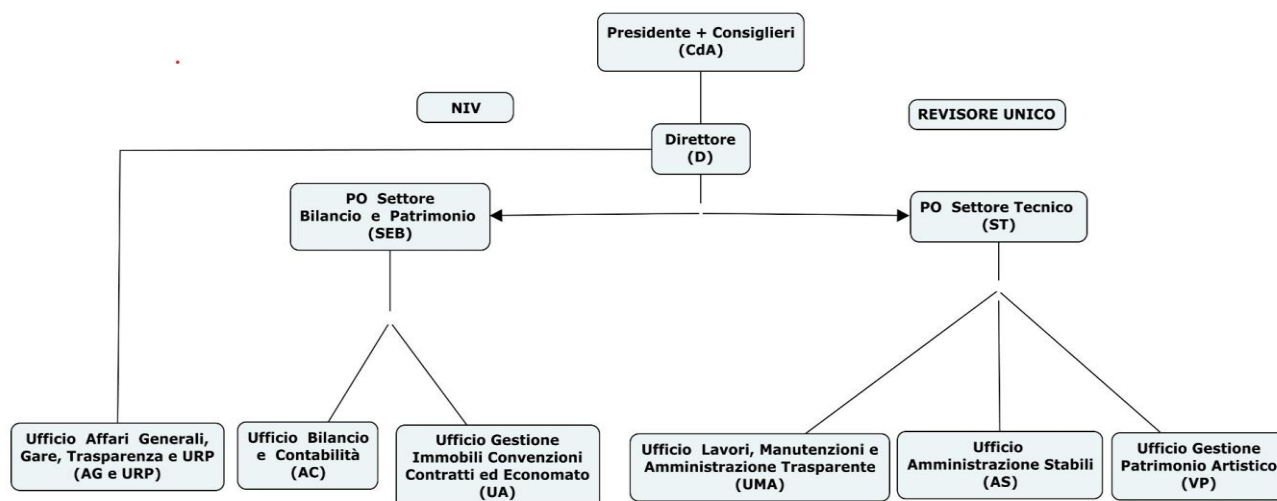 Presidente + Consiglieri
(CdA)
NIV
REVISORE UNICO
Direttore
(D)
PO Settore
Bilancio e Patrimonio
(SEB)
PO Settore Tecnico
(ST)
Ufficio Affari Generali,
Gare, Trasparenza e URP
(AG e URP)
Ufficio Bilancio
e Contabilità
(AC)
Ufficio Gestione
Immobili Convenzioni
Contratti ed Economato
(UA)
Ufficio Lavori, Manutenzioni e
Amministrazione Trasparente
(UMA)
Ufficio
Amministrazione Stabili
(AS)
Ufficio Gestione
Patrimonio Artistico
(VP)